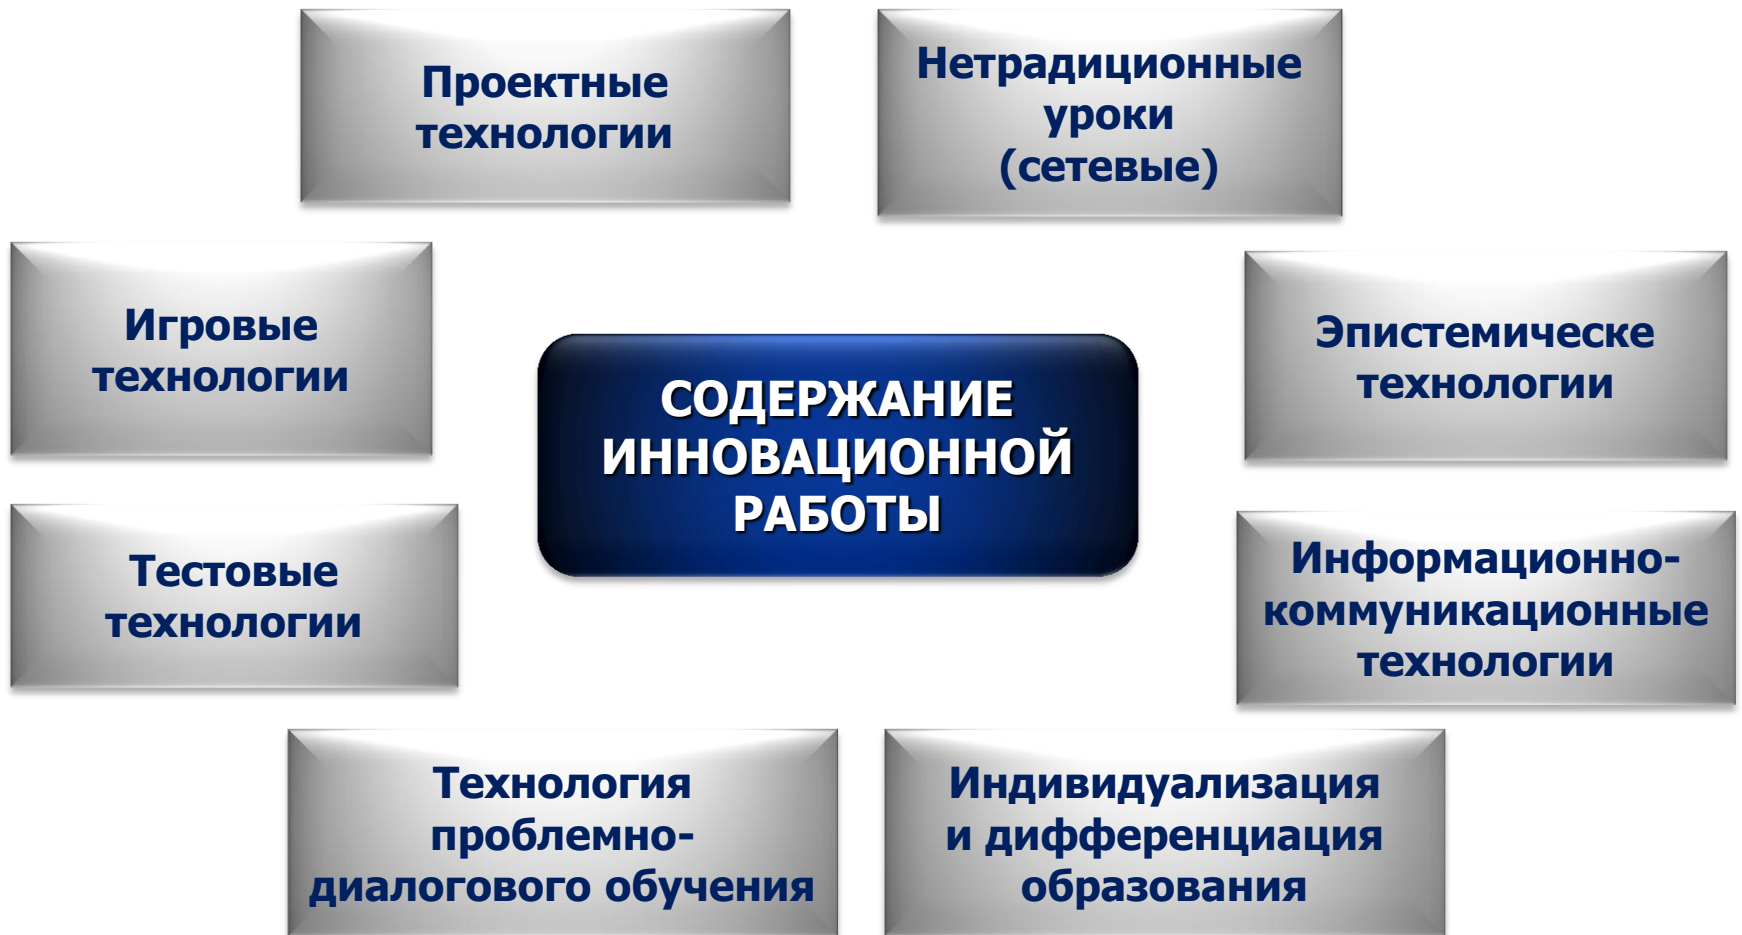 Проектные
технологии
Нетрадиционные
уроки
(сетевые)
Игровые
технологии
Эпистемическе
технологии
СОДЕРЖАНИЕ
ИННОВАЦИОННОЙ
РАБОТЫ
Тестовые
технологии
Информационно-
коммуникационные
технологии
Технология
проблемно-
диалогового обучения
Индивидуализация
и дифференциация
образования